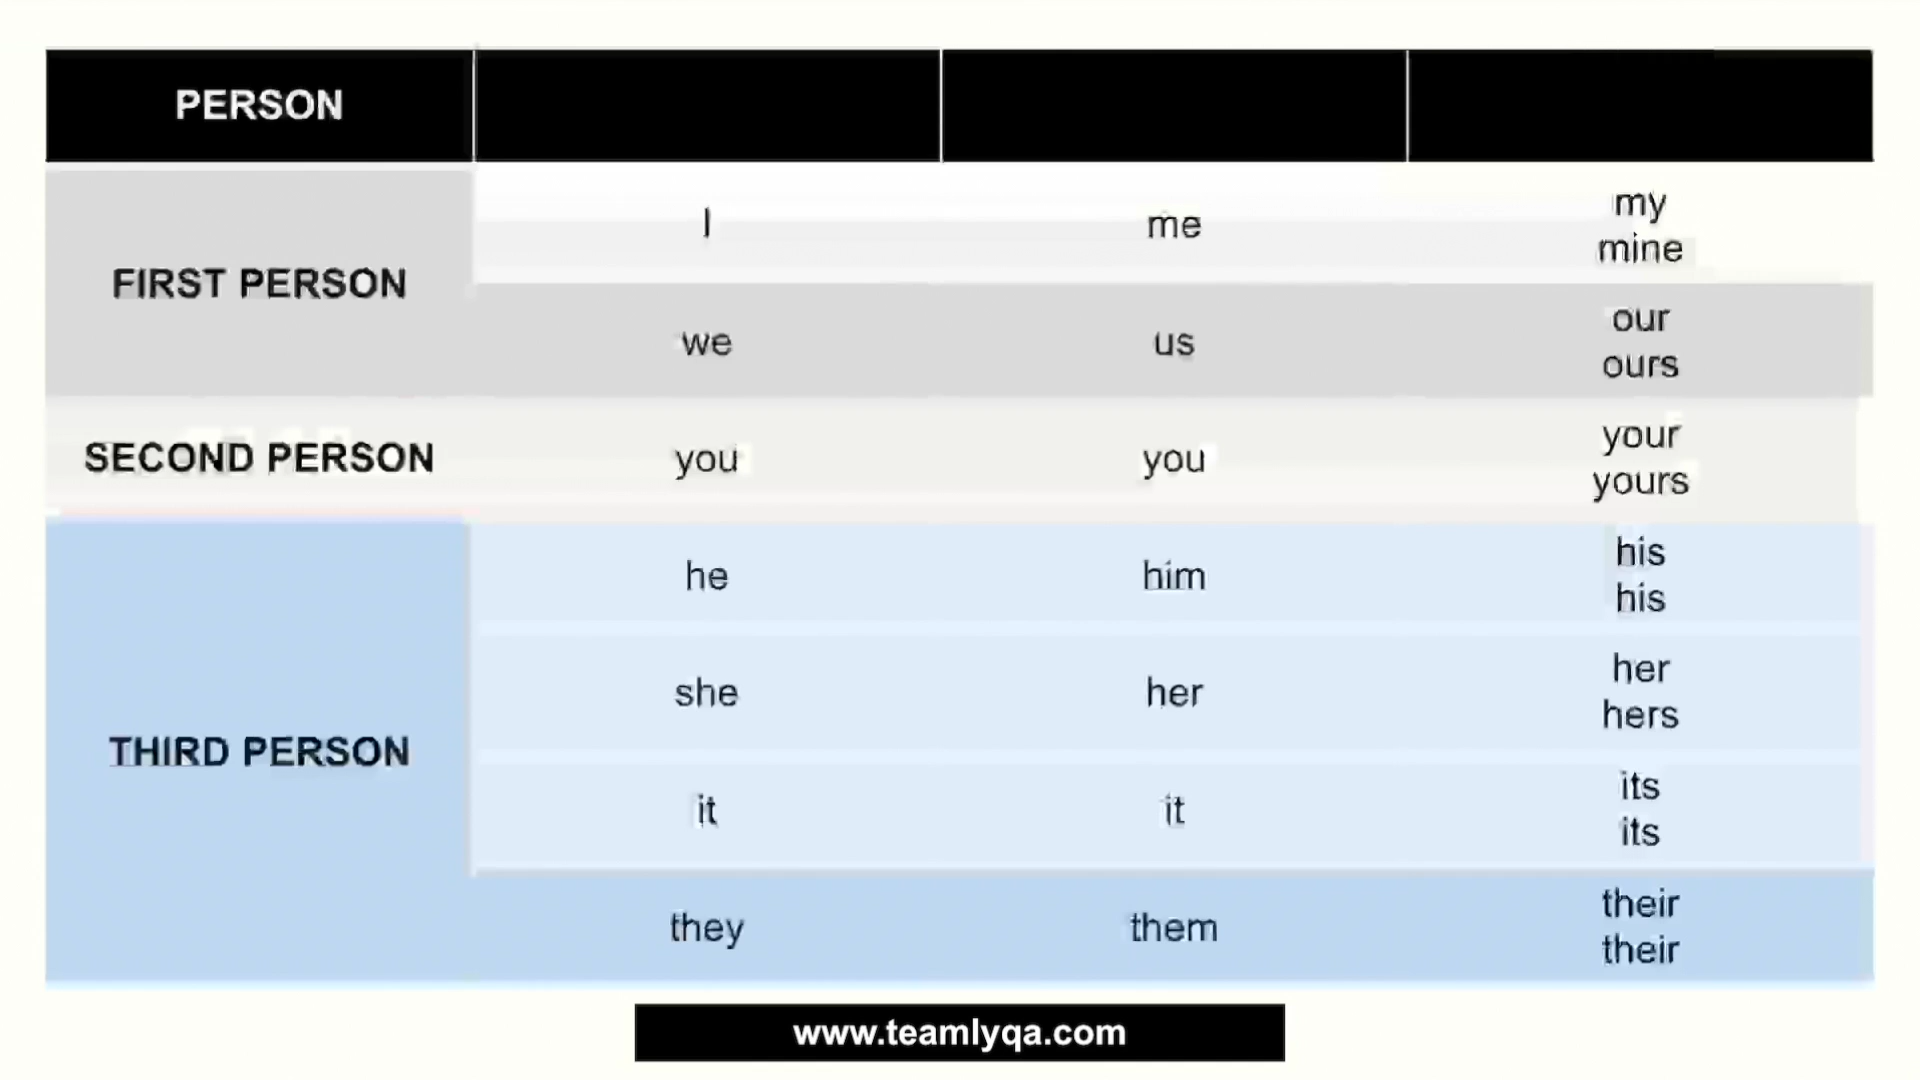 PERSON
FIRST PERSON
I me my
mine
we us our
ours
SECOND PERSON
you you your
yours
THIRD PERSON
he him his
his
she her her
hers
it it its
its
they them their
their
www.teamlyqa.com